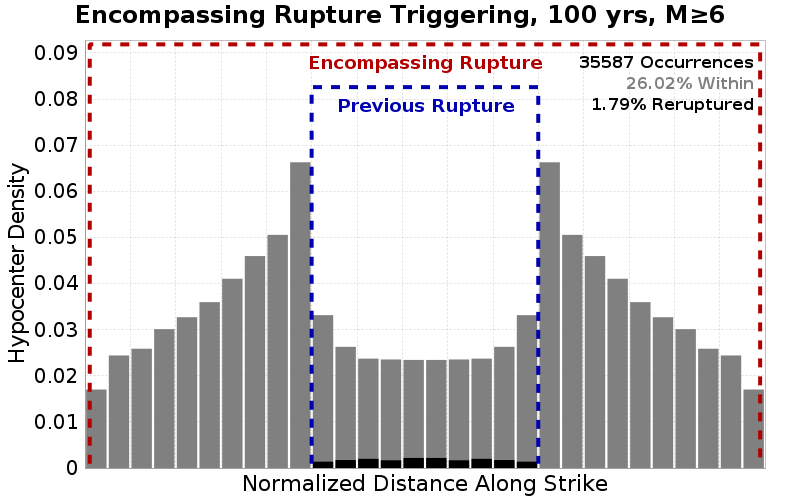 Encompassing Rupture Triggering, 100 yrs, M≥6
Encompassing Rupture
35587 Occurrences
26.02% Within
1.79% Reruptured
Previous Rupture
Hypocenter Density
0.09
0.08
0.07
0.06
0.05
0.04
0.03
0.02
0.01
0
Normalized Distance Along Strike